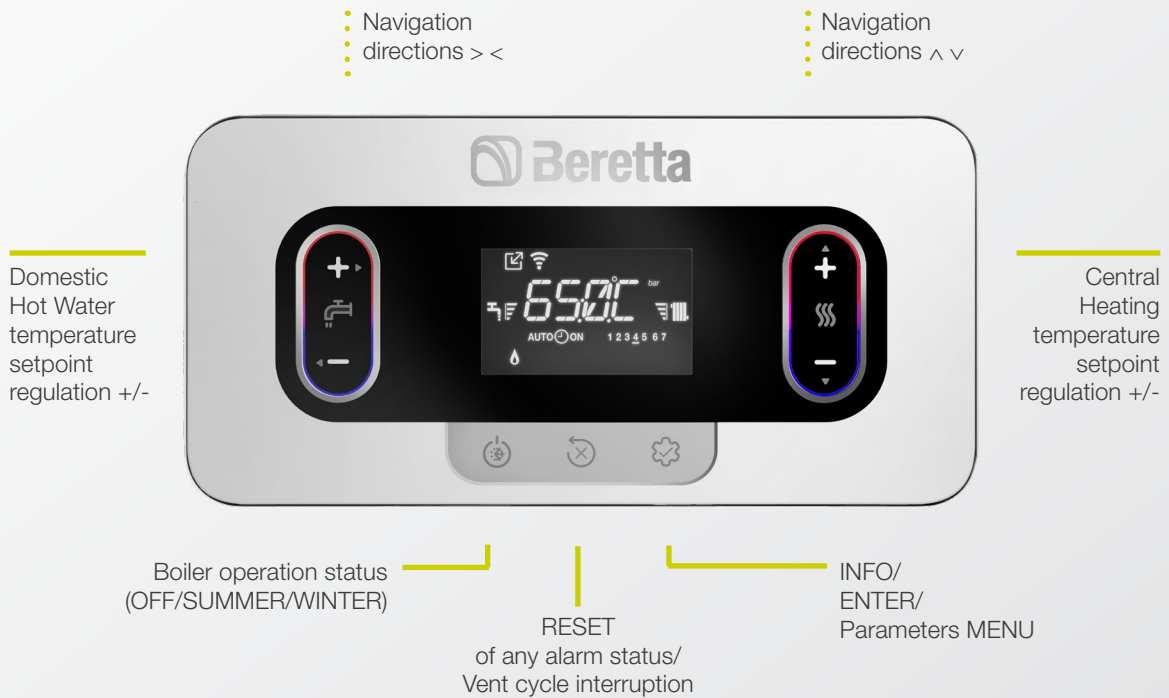 Navigation
directions > <
Navigation
directions ∧ ∨
Beretta
Domestic
Hot Water
temperature
setpoint
regulation +/-
+
−
65.0°C
bar
AUTO ON 1 2 3 4 5 6 7
+
−
Central
Heating
temperature
setpoint
regulation +/-
Boiler operation status
(OFF/SUMMER/WINTER)
RESET
of any alarm status/
Vent cycle interruption
INFO/
ENTER/
Parameters MENU